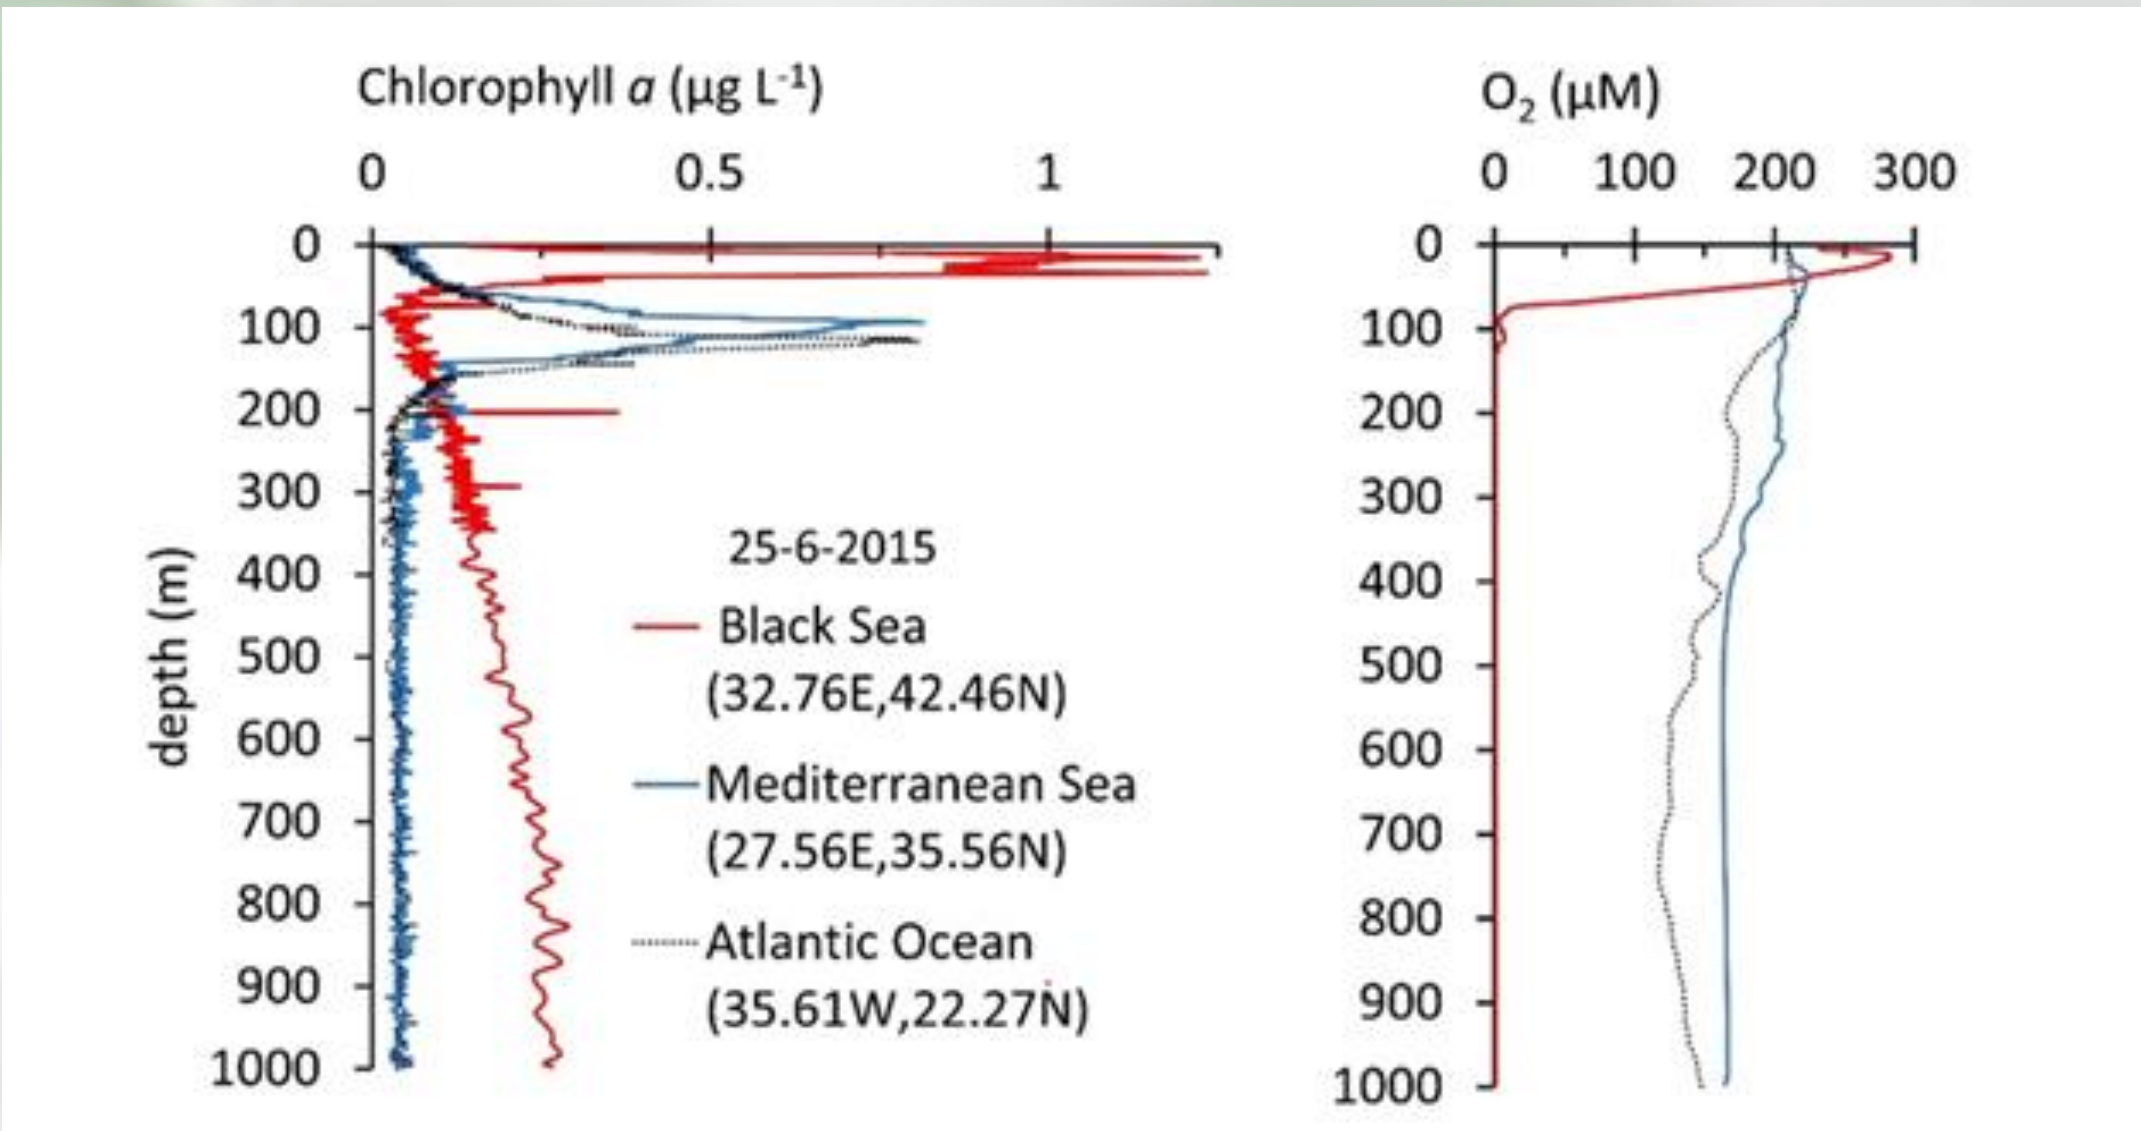 Chlorophyll a (µg L-1)
0 0.5 1
0
100
200
300
400
500
600
700
800
900
1000
depth (m)
25-6-2015
Black Sea
(32.76E,42.46N)
Mediterranean Sea
(27.56E,35.56N)
Atlantic Ocean
(35.61W,22.27N)
O2 (µM)
0 100 200 300
0
100
200
300
400
500
600
700
800
900
1000